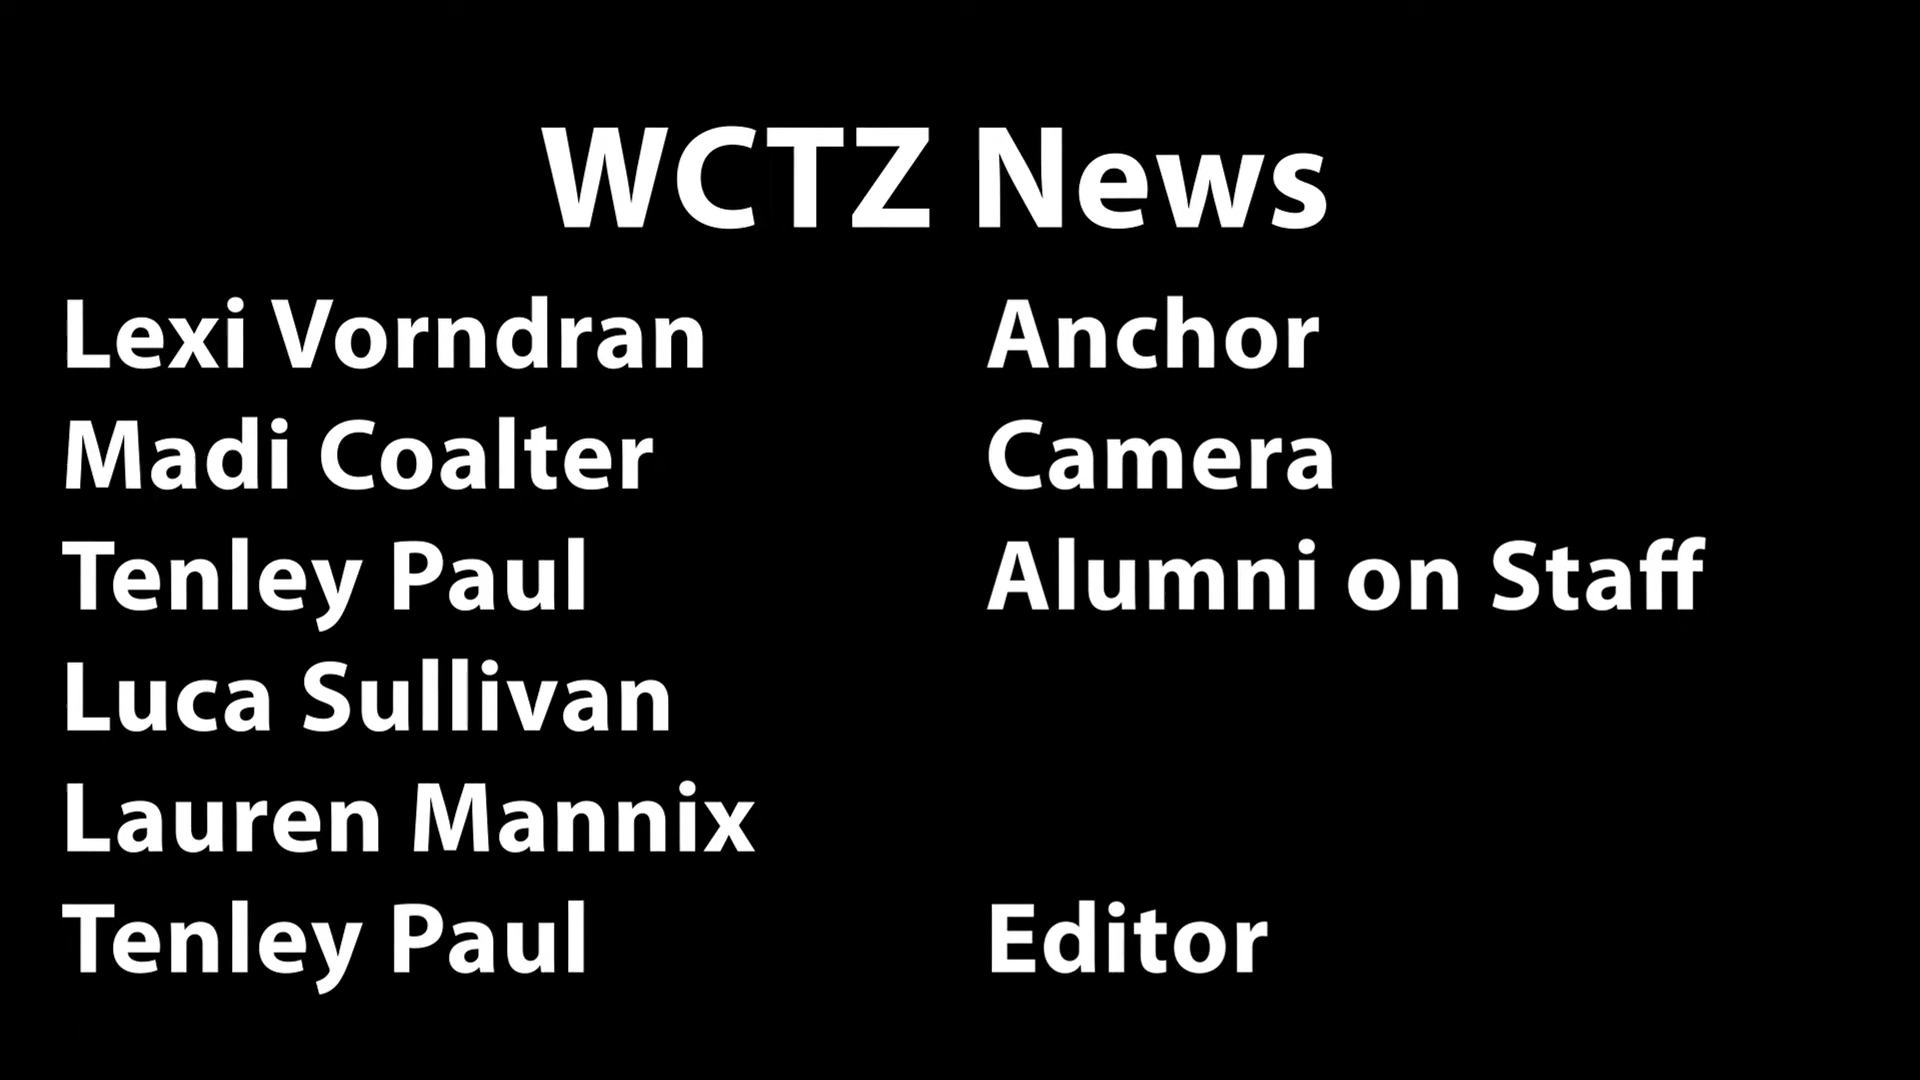 WCTZ News
Lexi Vorndran Anchor
Madi Coalter Camera
Tenley Paul Alumni on Staff
Luca Sullivan
Lauren Mannix
Tenley Paul Editor